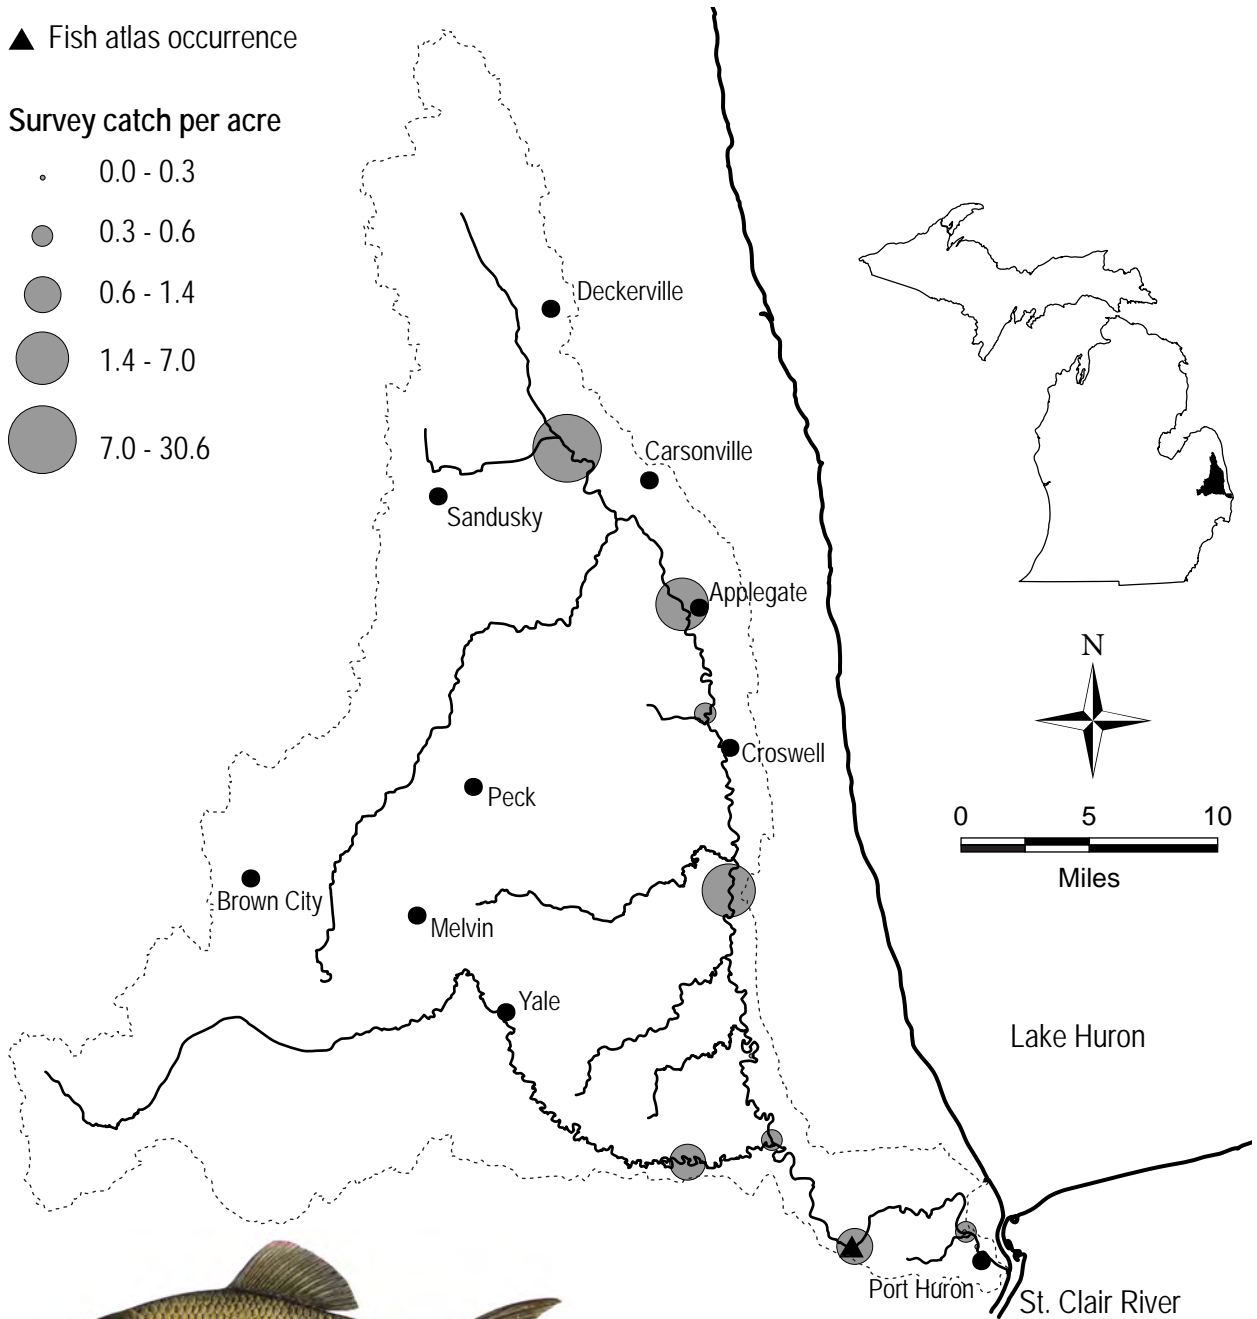 Fish atlas occurrence
Survey catch per acre
0.0 - 0.3
0.3 - 0.6
0.6 - 1.4
1.4 - 7.0
7.0 - 30.6
Deckerville
Carsonville
Sandusky
Applegate
N
Croswell
Peck
0 5 10
Miles
Brown City
Melvin
Yale
Lake Huron
Port Huron
St. Clair River